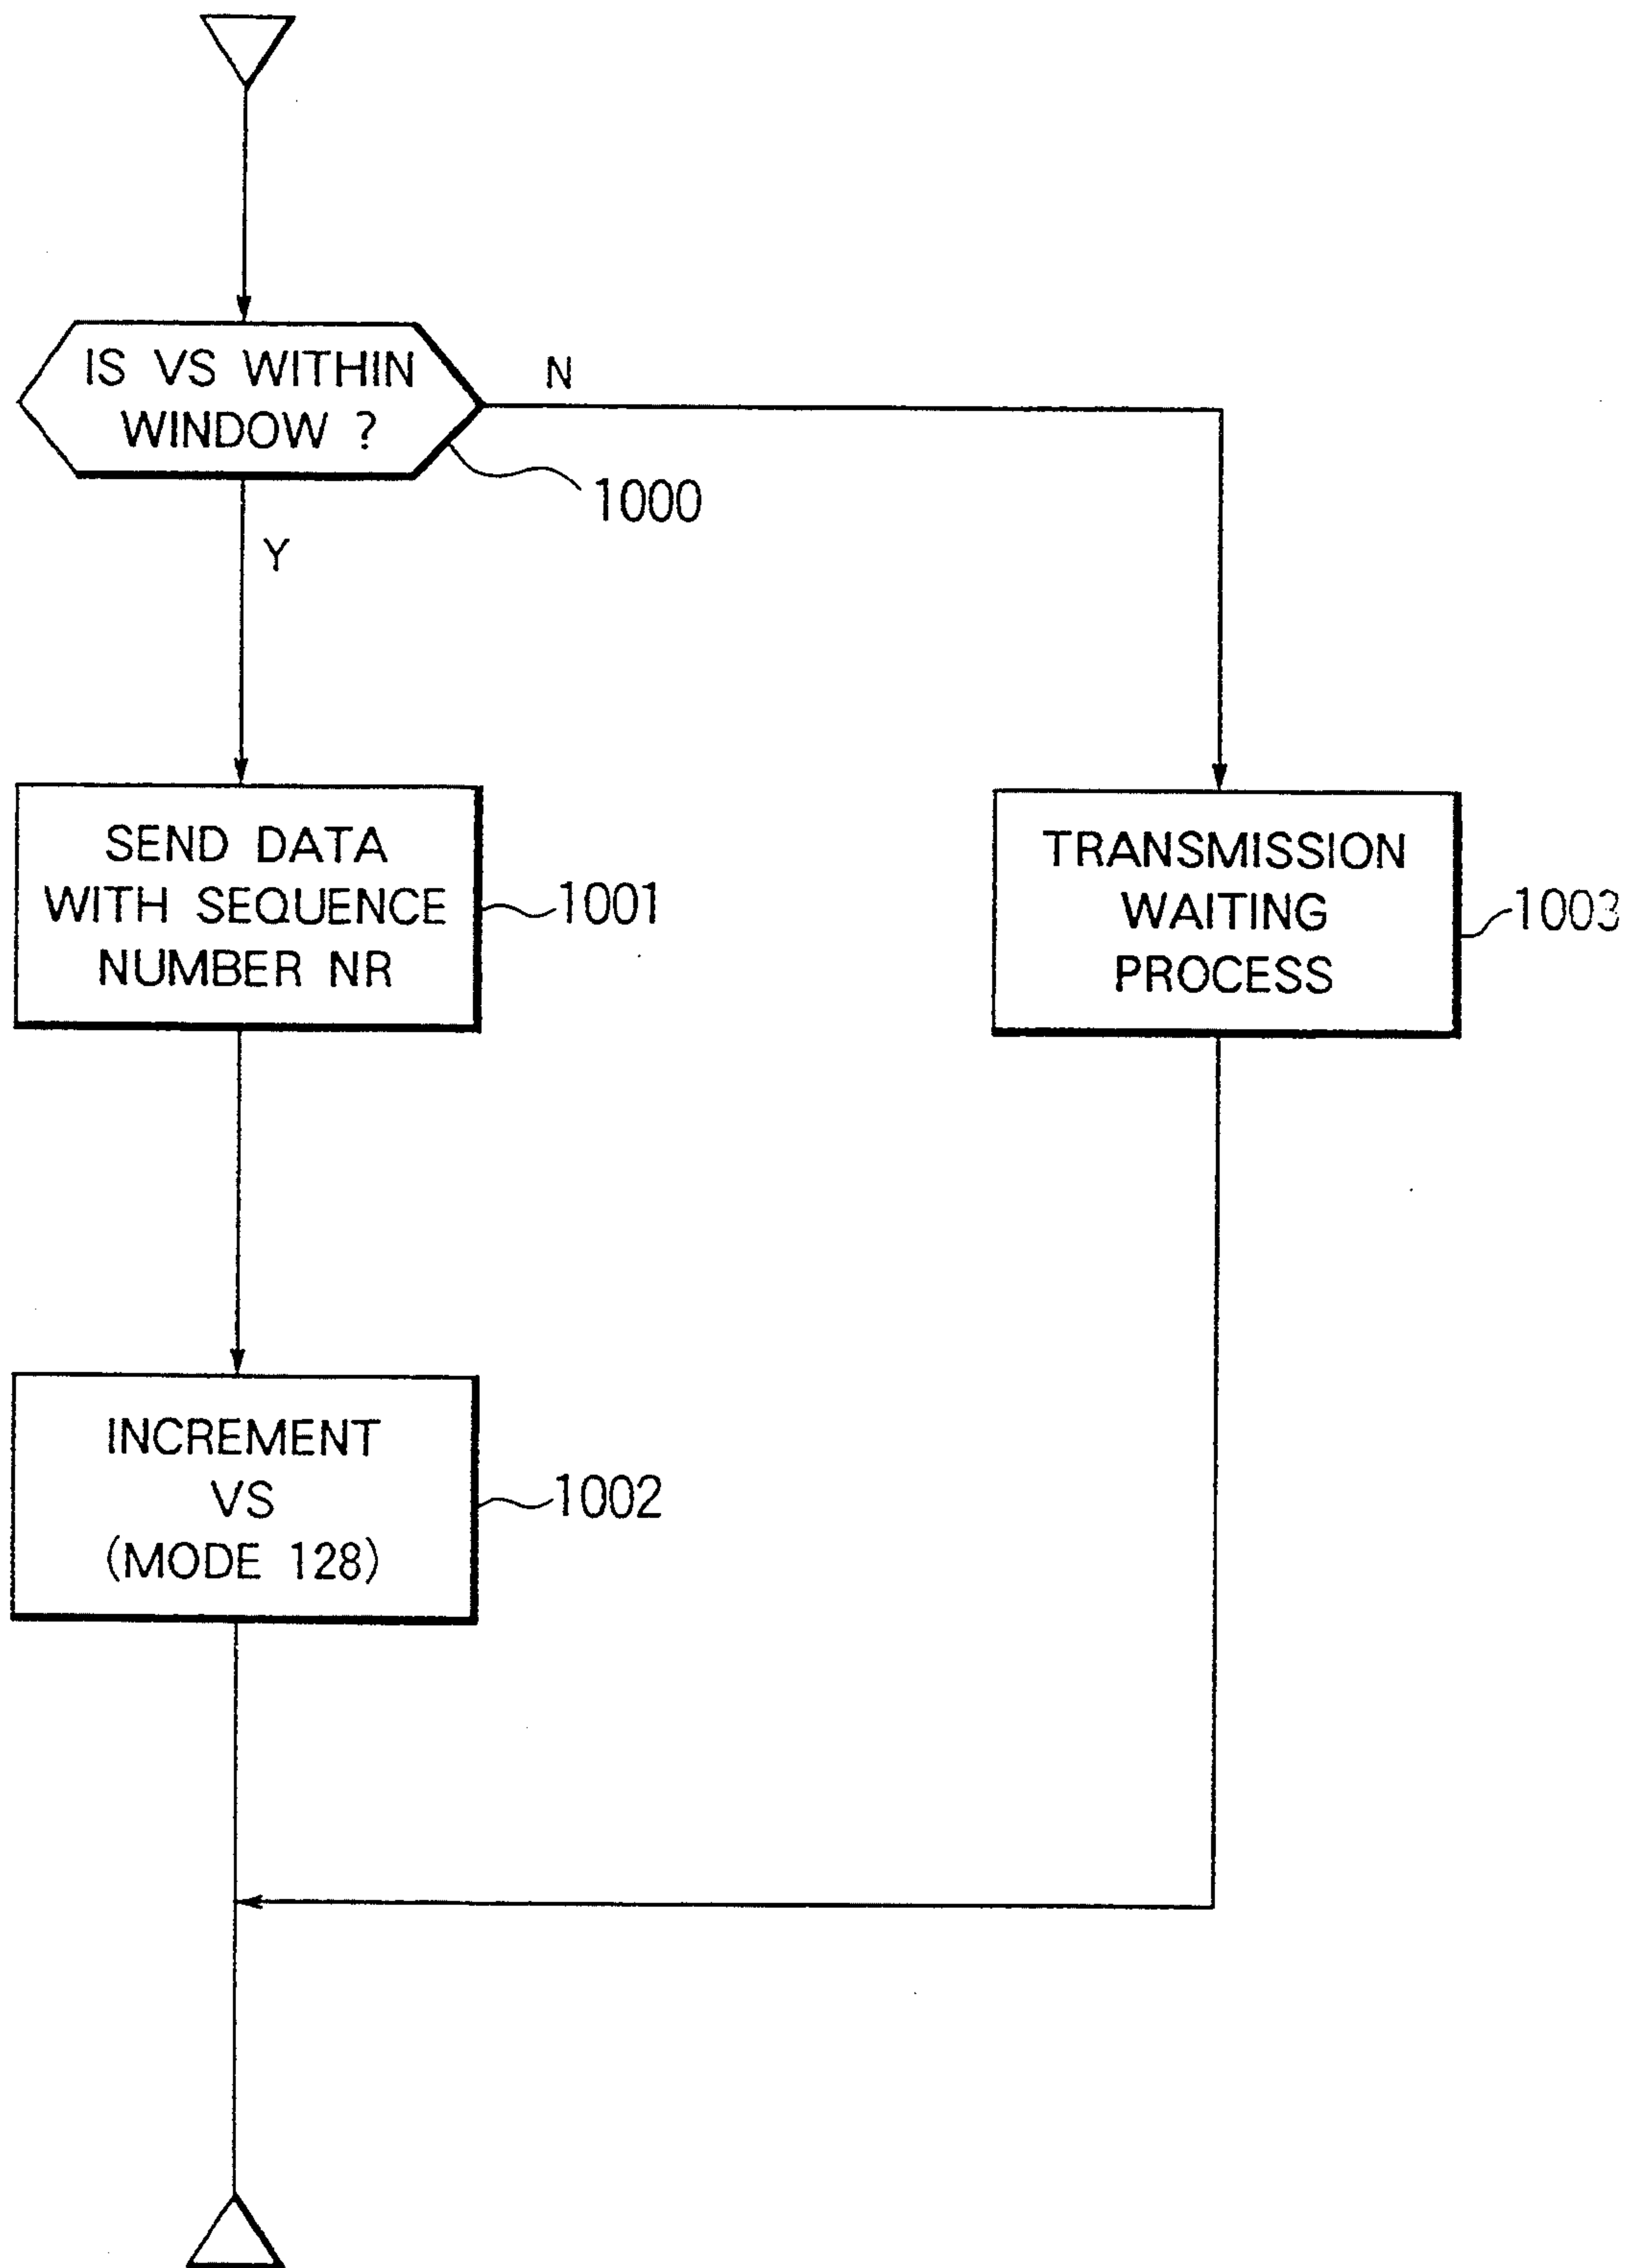 IS VS WITHIN
WINDOW ?
N
1000
Y
SEND DATA
WITH SEQUENCE
NUMBER NR
1001
TRANSMISSION
WAITING
PROCESS
1003
INCREMENT
VS
(MODE 128)
1002